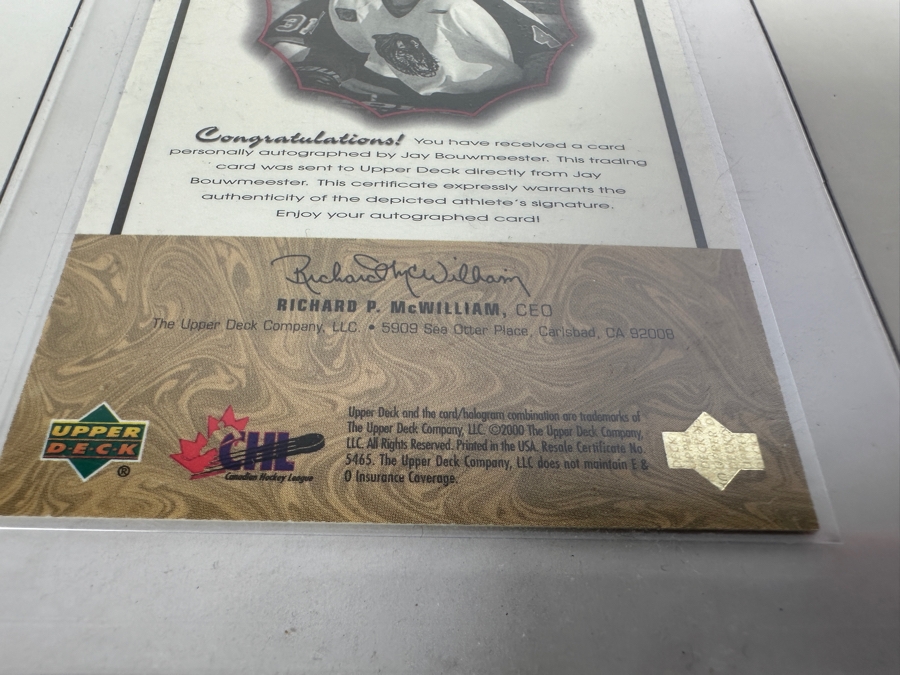 31
Congratulations! You have received a card
personally autographed by Jay Bouwmeester. This trading
card was sent to Upper Deck directly from Jay
Bouwmeester. This certificate expressly warrants the
authenticity of the depicted athlete's signature.
Enjoy your autographed card!
Richard McWilliam
RICHARD P. McWILLIAM, CEO
The Upper Deck Company, LLC. • 5909 Sea Otter Place, Carlsbad, CA 92008
UPPER
DECK
®
CHL
Canadian Hockey League
Upper Deck and the card/hologram combination are trademarks of
The Upper Deck Company, LLC. ©2000 The Upper Deck Company,
LLC. All Rights Reserved. Printed in the USA. Resale Certificate No.
5465. The Upper Deck Company, LLC does not maintain E &
O Insurance Coverage.